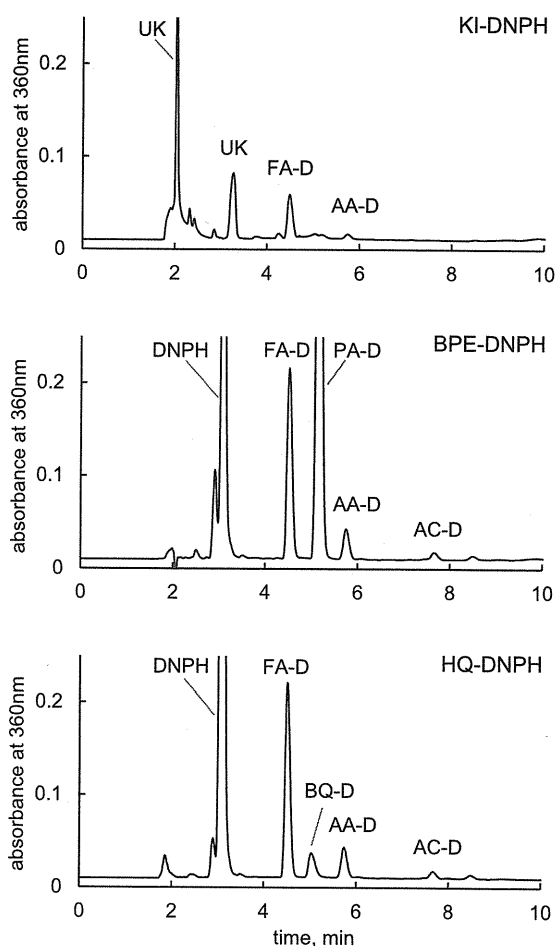 KI-DNPH
UK
0.2
absorbance at 360nm
0.1
UK
FA-D
AA-D
0
0 2 4 6 8 10
BPE-DNPH
DNPH
FA-D
PA-D
0.2
absorbance at 360nm
0.1
AA-D
AC-D
0
0 2 4 6 8 10
HQ-DNPH
DNPH
FA-D
0.2
absorbance at 360nm
0.1
BQ-D
AA-D
AC-D
0
0 2 4 6 8 10
time, min